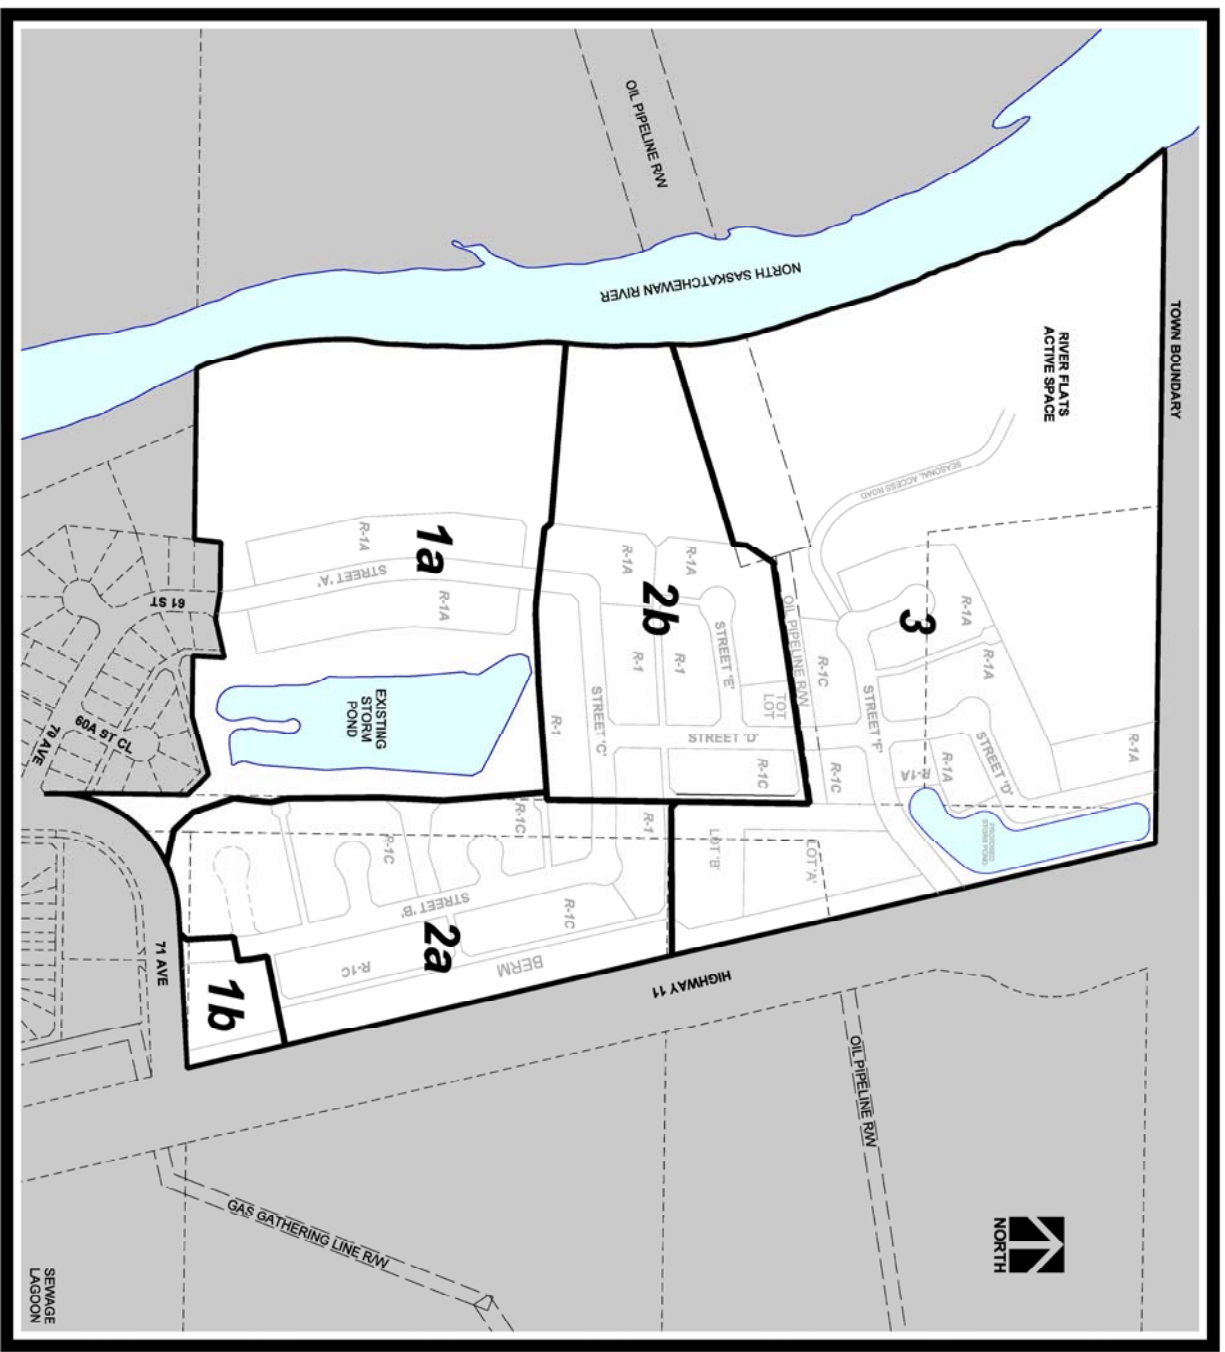 OIL PIPELINE R/W
NORTH SASKATCHEWAN RIVER
TOWN BOUNDARY
RIVER FLATS
ACTIVE SPACE
SEASONAL ACCESS ROAD
R-1A
1a
STREET 'A'
R-1A
61 ST
R-1A
R-1A
2b
STREET 'E'
R-1
R-1
TOT
LOT
OIL PIPELINE R/W
R-1C
3
R-1A
R-1A
STREET 'F'
EXISTING
STORM
POND
R-1
STREET 'C'
STREET 'D'
R-1C
R-1C
R-1A
R-1A
STREET 'D'
R-1A
60A ST CL
70 AVE
PROPOSED
STORM POND
R-1C
R-1C
R-1
LOT 'B'
LOT 'A'
STREET 'B'
R-1C
2a
R-1C
BERM
71 AVE
1b
HIGHWAY 11
OIL PIPELINE R/W
GAS GATHERING LINE R/W
NORTH
SEWAGE
LAGOON